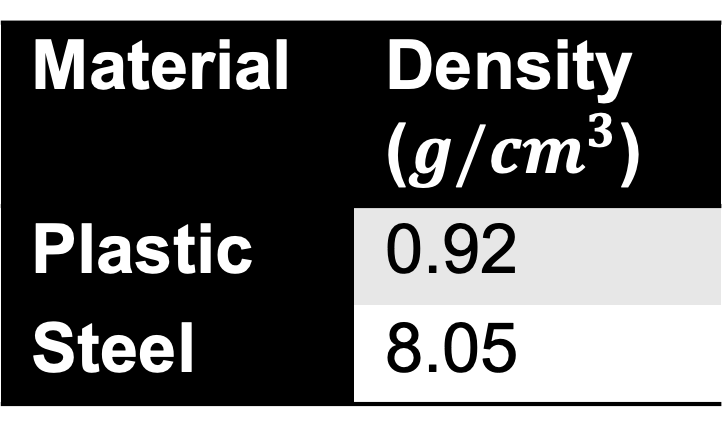 Material Density
(g/cm³)
Plastic 0.92
Steel 8.05